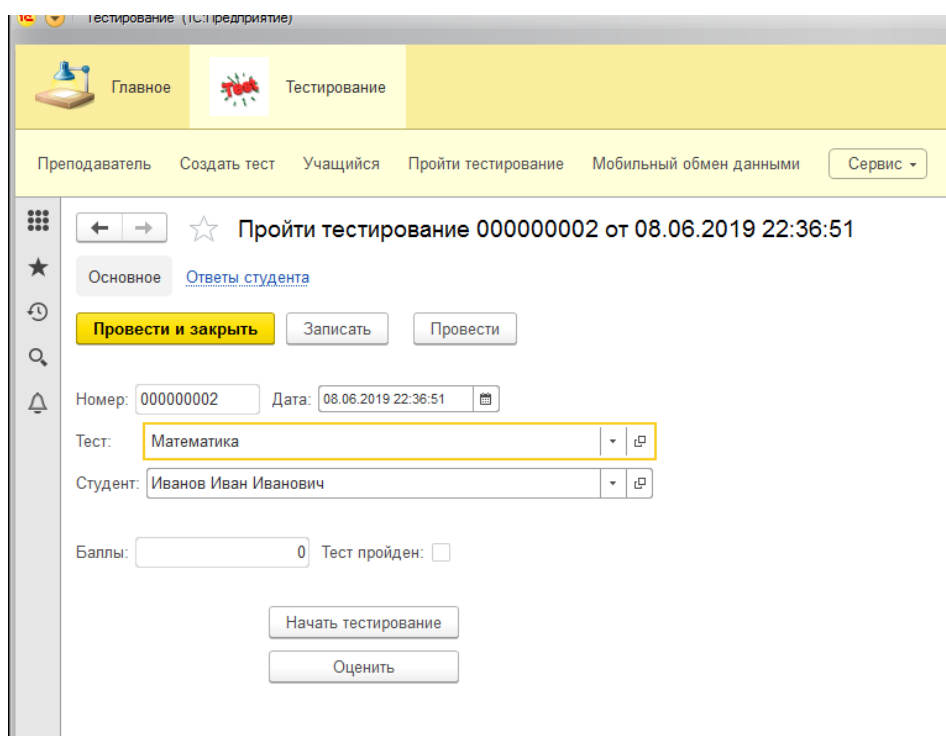 Тестирование (1С:Предприятие)
Главное Test Тестирование
Преподаватель Создать тест Учащийся Пройти тестирование Мобильный обмен данными Сервис
Пройти тестирование 000000002 от 08.06.2019 22:36:51
Основное Ответы студента
Провести и закрыть Записать Провести
Номер: 000000002 Дата: 08.06.2019 22:36:51
Тест: Математика
Студент: Иванов Иван Иванович
Баллы: 0 Тест пройден:
Начать тестирование
Оценить